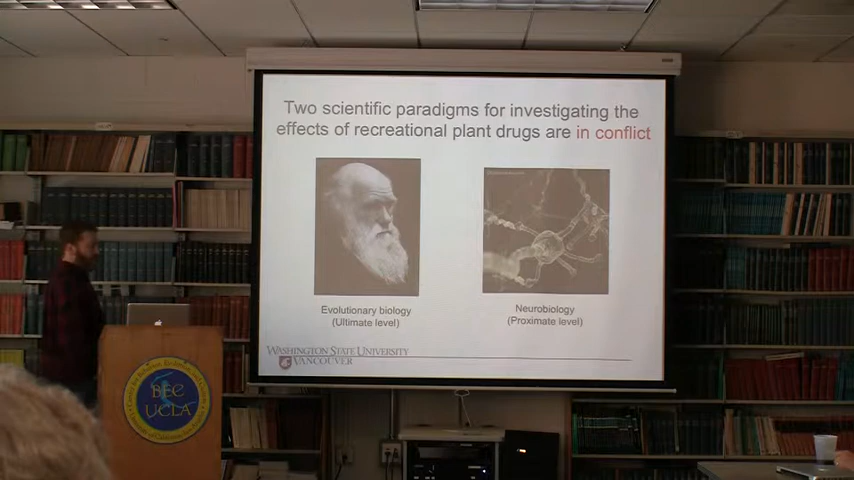 Two scientific paradigms for investigating the
effects of recreational plant drugs are in conflict
Evolutionary biology
(Ultimate level)
Neurobiology
(Proximate level)
WASHINGTON STATE UNIVERSITY
VANCOUVER
BEC
UCLA